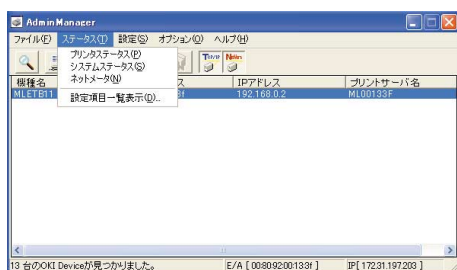 AdminManager
ファイル(F) ステータス(T) 設定(S) オプション(O) ヘルプ(H)
プリンタステータス(P)
システムステータス(S)
ネットメータ(N)
設定項目一覧表示(D)...
機種名 ス IPアドレス プリントサーバ名
MLETB11 3f 192.168.0.2 ML00133F
13 台のOKI Deviceが見つかりました。 E/A [ 00:80:92:00:13:3f ] IP[ 172.31.197.203 ]